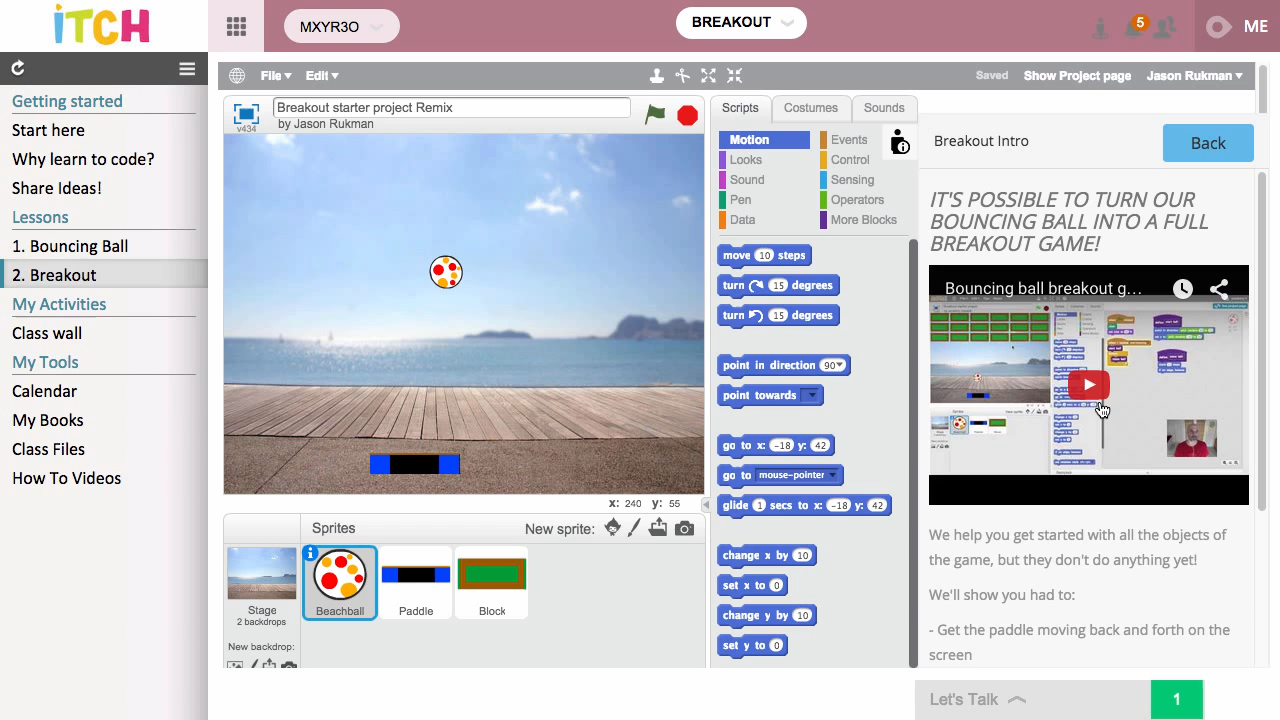 iTCH
MXYR3O
BREAKOUT
5
ME
Getting started
Start here
Why learn to code?
Share Ideas!
Lessons
1. Bouncing Ball
2. Breakout
My Activities
Class wall
My Tools
Calendar
My Books
Class Files
How To Videos
File
Edit
Saved
Show Project page
Jason Rukman
v434
Breakout starter project Remix
by Jason Rukman
x: 240 y: 55
Sprites
New sprite:
Stage
2 backdrops
New backdrop:
Beachball
Paddle
Block
Scripts
Costumes
Sounds
Motion
Looks
Sound
Pen
Data
Events
Control
Sensing
Operators
More Blocks
move 10 steps
turn 15 degrees
turn 15 degrees
point in direction 90
point towards
go to x: -18 y: 42
go to mouse-pointer
glide 1 secs to x: -18 y: 42
change x by 10
set x to 0
change y by 10
set y to 0
Breakout Intro
Back
IT'S POSSIBLE TO TURN OUR
BOUNCING BALL INTO A FULL
BREAKOUT GAME!
Bouncing ball breakout g...
We help you get started with all the objects of
the game, but they don't do anything yet!
We'll show you had to:
- Get the paddle moving back and forth on the
screen
Let's Talk
1